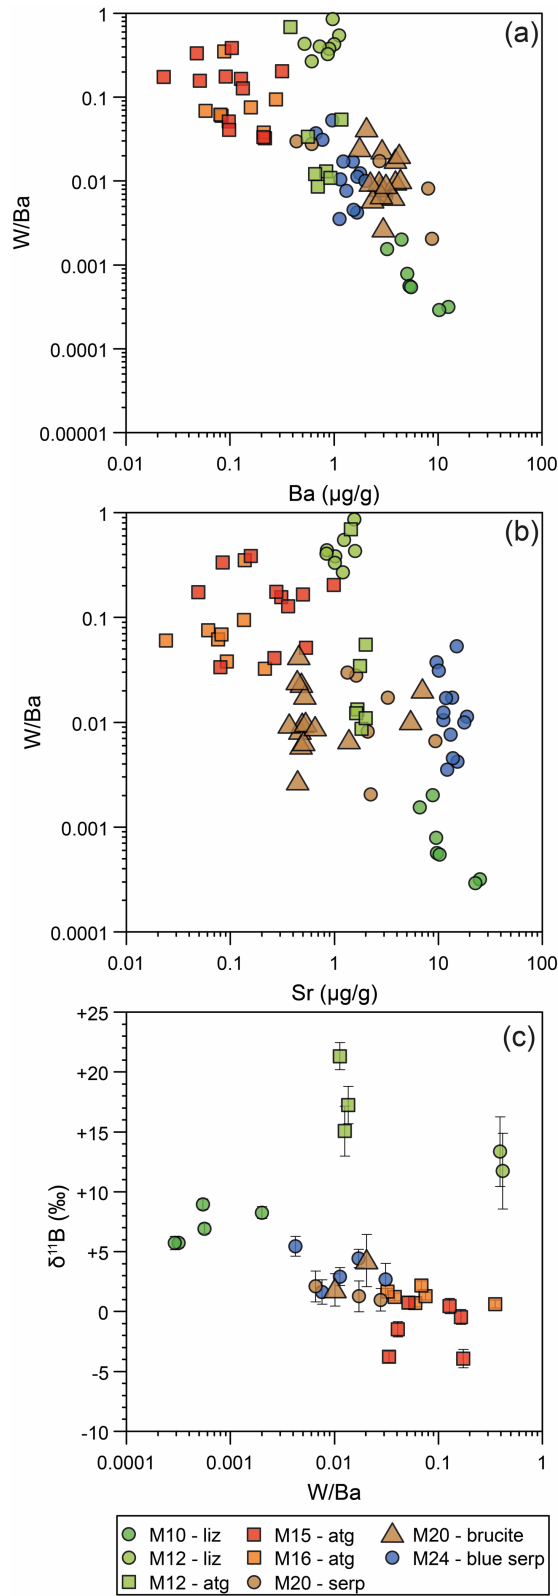 (a)
1
0.1
0.01
0.001
0.0001
0.00001
W/Ba
0.01 0.1 1 10 100
Ba (µg/g)
(b)
1
0.1
0.01
0.001
0.0001
W/Ba
0.01 0.1 1 10 100
Sr (µg/g)
(c)
+25
+20
+15
+10
+5
0
-5
-10
δ¹¹B (‰)
0.0001 0.001 0.01 0.1 1
W/Ba
M10 - liz M15 - atg M20 - brucite
M12 - liz M16 - atg M24 - blue serp
M12 - atg M20 - serp